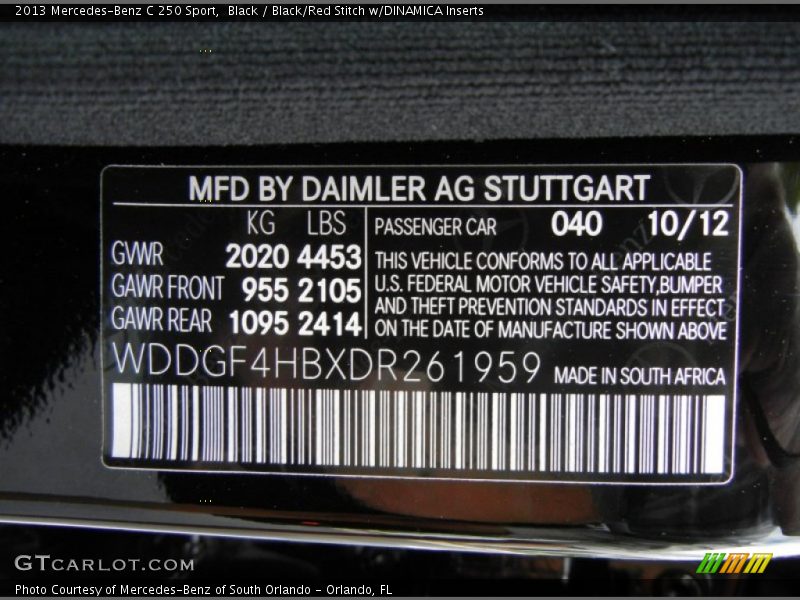 2013 Mercedes-Benz C 250 Sport,  Black / Black/Red Stitch w/DINAMICA Inserts
MFD BY DAIMLER AG STUTTGART
KG LBS
GVWR 2020 4453
GAWR FRONT 955 2105
GAWR REAR 1095 2414
PASSENGER CAR 040 10/12
THIS VEHICLE CONFORMS TO ALL APPLICABLE
U.S. FEDERAL MOTOR VEHICLE SAFETY,BUMPER
AND THEFT PREVENTION STANDARDS IN EFFECT
ON THE DATE OF MANUFACTURE SHOWN ABOVE
WDDGF4HBXDR261959 MADE IN SOUTH AFRICA
GTCARLOT.COM
Photo Courtesy of Mercedes-Benz of South Orlando - Orlando, FL